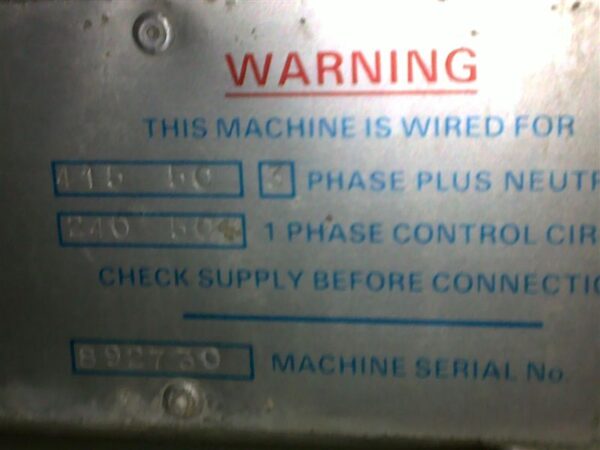 WARNING
THIS MACHINE IS WIRED FOR
415 50 3 PHASE PLUS NEUTR
240 50 1 PHASE CONTROL CIR
CHECK SUPPLY BEFORE CONNECTIO
MACHINE SERIAL No.